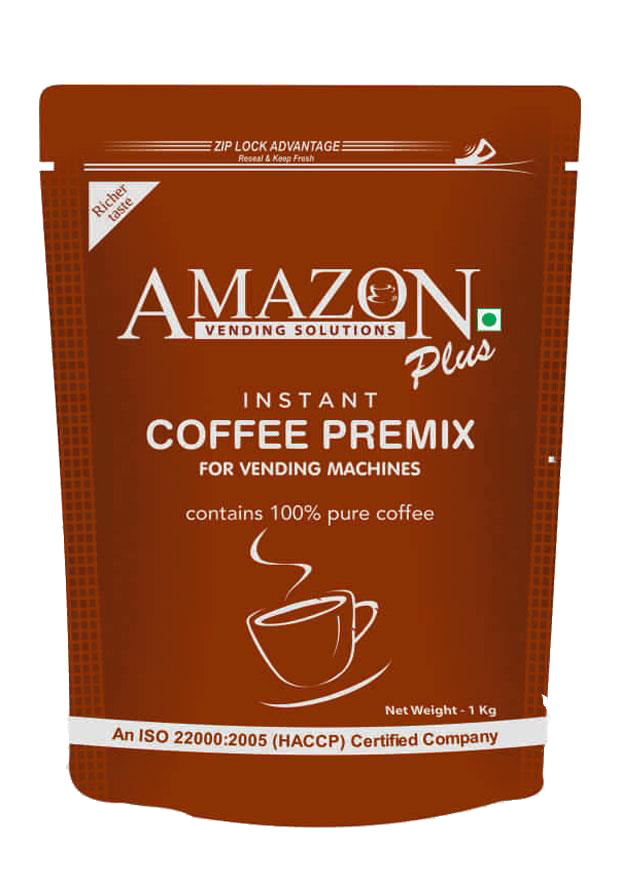 ZIP LOCK ADVANTAGE
Reseal & Keep Fresh
Richer
taste
AMAZON
VENDING SOLUTIONS
Plus
INSTANT
COFFEE PREMIX
FOR VENDING MACHINES
contains 100% pure coffee
Net Weight - 1 Kg
An ISO 22000:2005 (HACCP) Certified Company